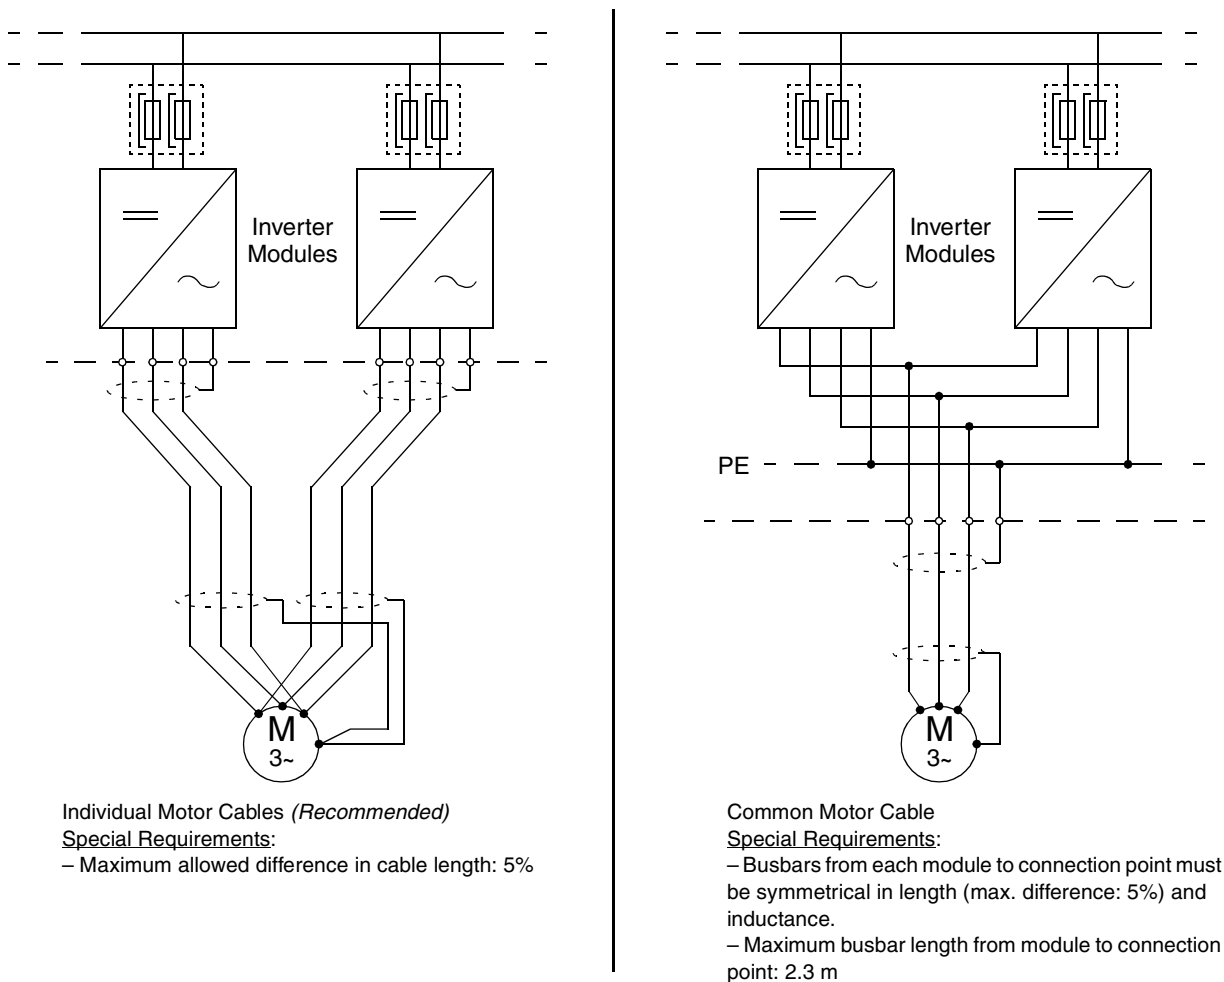 Inverter
Modules
M
3~
Individual Motor Cables (Recommended)
Special Requirements:
– Maximum allowed difference in cable length: 5%
Inverter
Modules
PE
M
3~
Common Motor Cable
Special Requirements:
– Busbars from each module to connection point must
be symmetrical in length (max. difference: 5%) and
inductance.
– Maximum busbar length from module to connection
point: 2.3 m